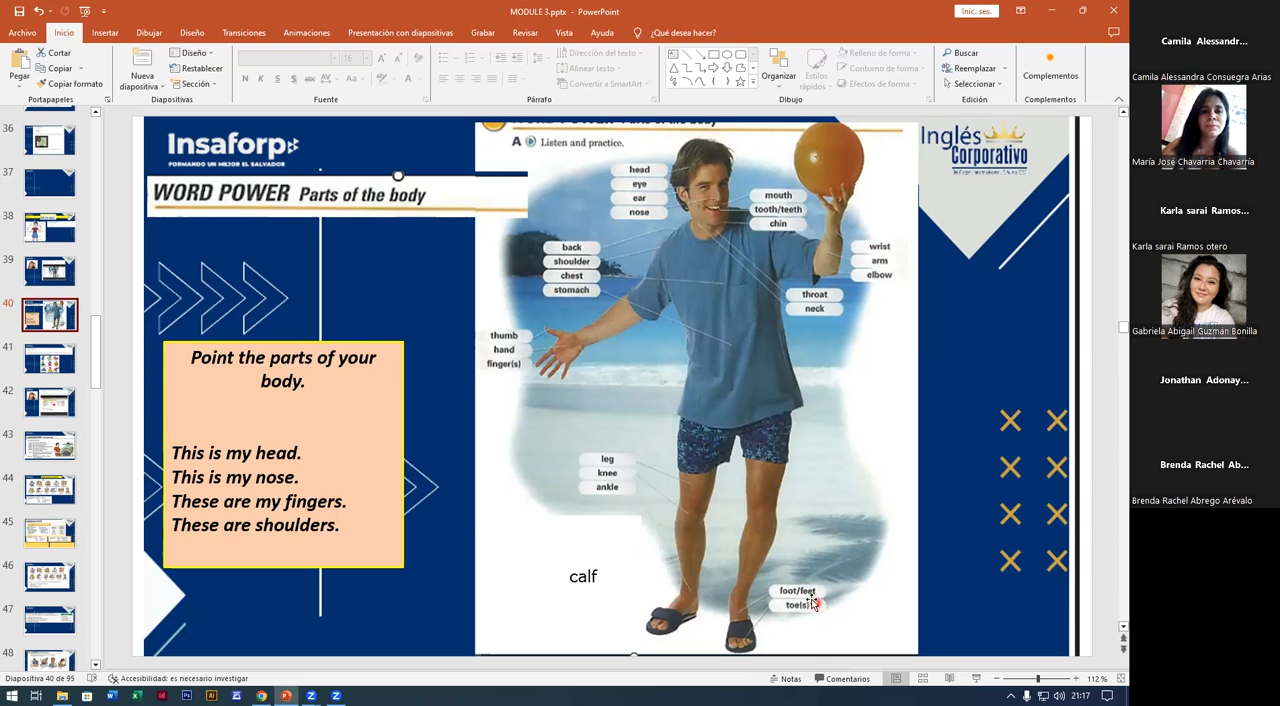 MODULE 3.pptx - PowerPoint
Inic. ses.
Archivo Inicio Insertar Dibujar Diseño Transiciones Animaciones Presentación con diapositivas Grabar Revisar Vista Ayuda ¿Qué desea hacer?
Pegar
Cortar
Copiar
Copiar formato
Portapapeles
Nueva diapositiva
Diseño
Restablecer
Sección
Diapositivas
16
N K S S abc AV Aa A
Fuente
Dirección del texto
Alinear texto
Convertir a SmartArt
Párrafo
Organizar
Estilos rápidos
Relleno de forma
Contorno de forma
Efectos de forma
Dibujo
Buscar
Reemplazar
Seleccionar
Edición
Complementos
Complementos
36
37
38
39
40
41
42
43
44
45
46
47
48
Insaforp
FORMANDO UN MEJOR EL SALVADOR
WORD POWER Parts of the body
A Listen and practice.
head
eye
ear
nose
mouth
tooth/teeth
chin
back
shoulder
chest
stomach
wrist
arm
elbow
throat
neck
thumb
hand
finger(s)
leg
knee
ankle
calf
foot/feet
toe(s)
Point the parts of your
body.
This is my head.
This is my nose.
These are my fingers.
These are shoulders.
Inglés
Corporativo
Camila Alessandr...
Camila Alessandra Consuegra Arias
María José Chavarría Chavarría
Karla sarai Ramos...
Karla sarai Ramos otero
Gabriela Abigail Guzmán Bonilla
Jonathan Adonay...
Brenda Rachel Ab...
Brenda Rachel Abrego Arévalo
Diapositiva 40 de 95
Accesibilidad: es necesario investigar
Notas
Comentarios
112 %
21:17